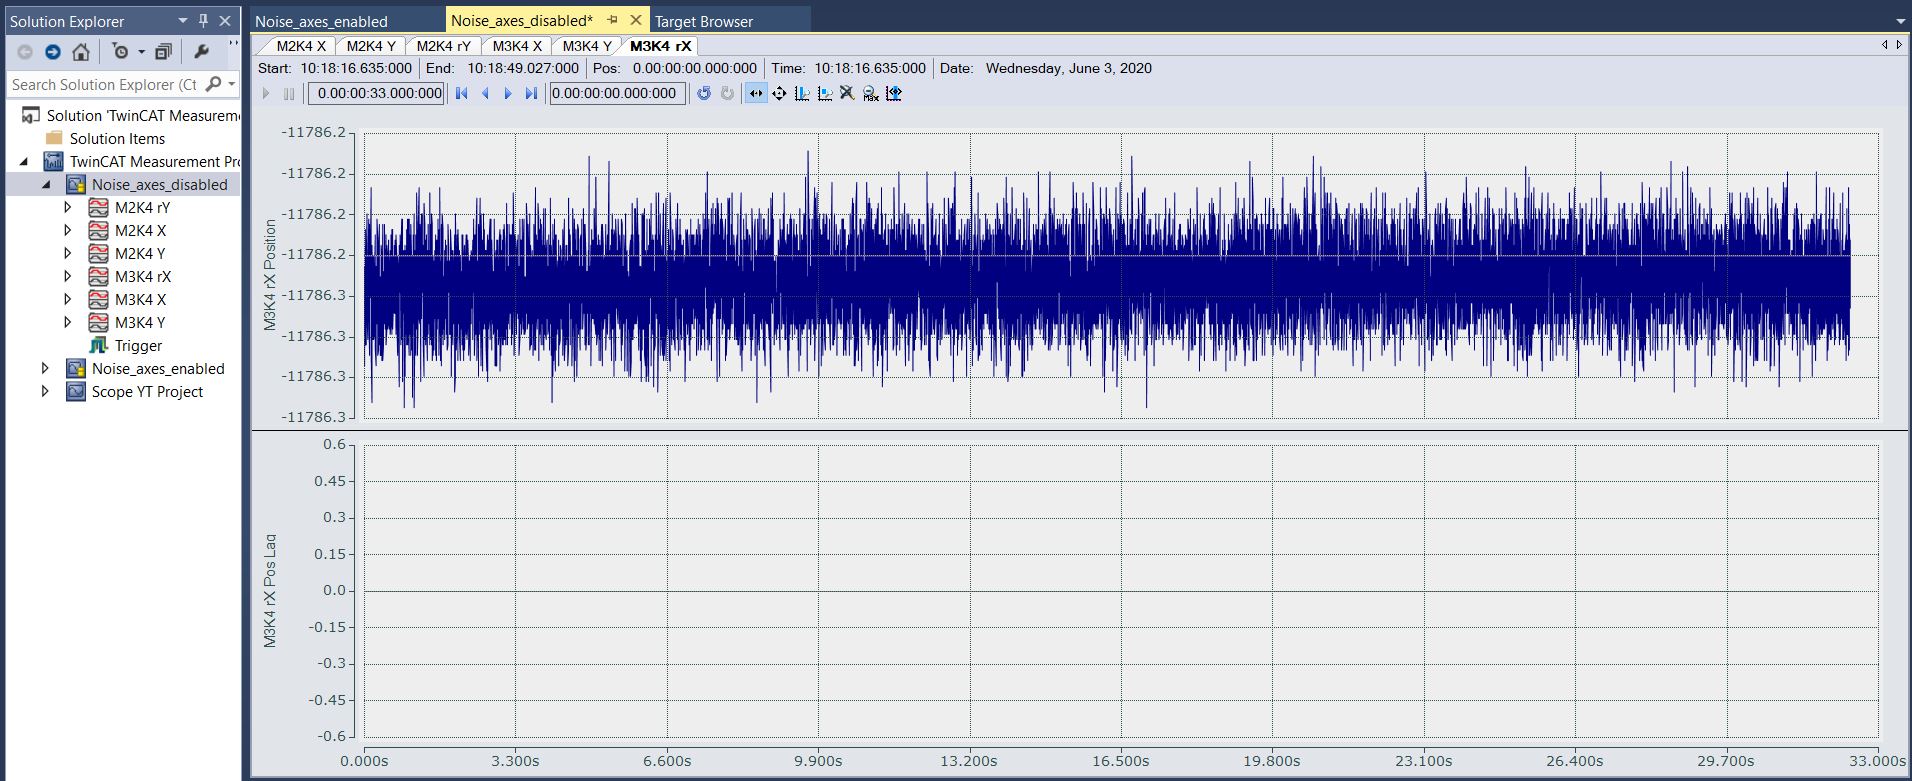 Solution Explorer
Search Solution Explorer (Ct
Solution 'TwinCAT Measurem
Solution Items
TwinCAT Measurement Pro
Noise_axes_disabled
M2K4 rY
M2K4 X
M2K4 Y
M3K4 rX
M3K4 X
M3K4 Y
Trigger
Noise_axes_enabled
Scope YT Project
Noise_axes_enabled Noise_axes_disabled* Target Browser
M2K4 X M2K4 Y M2K4 rY M3K4 X M3K4 Y M3K4 rX
Start: 10:18:16.635:000 End: 10:18:49.027:000 Pos: 0.00:00:00.000:000 Time: 10:18:16.635:000 Date: Wednesday, June 3, 2020
0.00:00:33.000:000 0.00:00:00.000:000 Max
M3K4 rX Position
-11786.2
-11786.2
-11786.2
-11786.2
-11786.3
-11786.3
-11786.3
-11786.3
M3K4 rX Pos Lag
0.6
0.45
0.3
0.15
0.0
-0.15
-0.3
-0.45
-0.6
0.000s 3.300s 6.600s 9.900s 13.200s 16.500s 19.800s 23.100s 26.400s 29.700s 33.000s